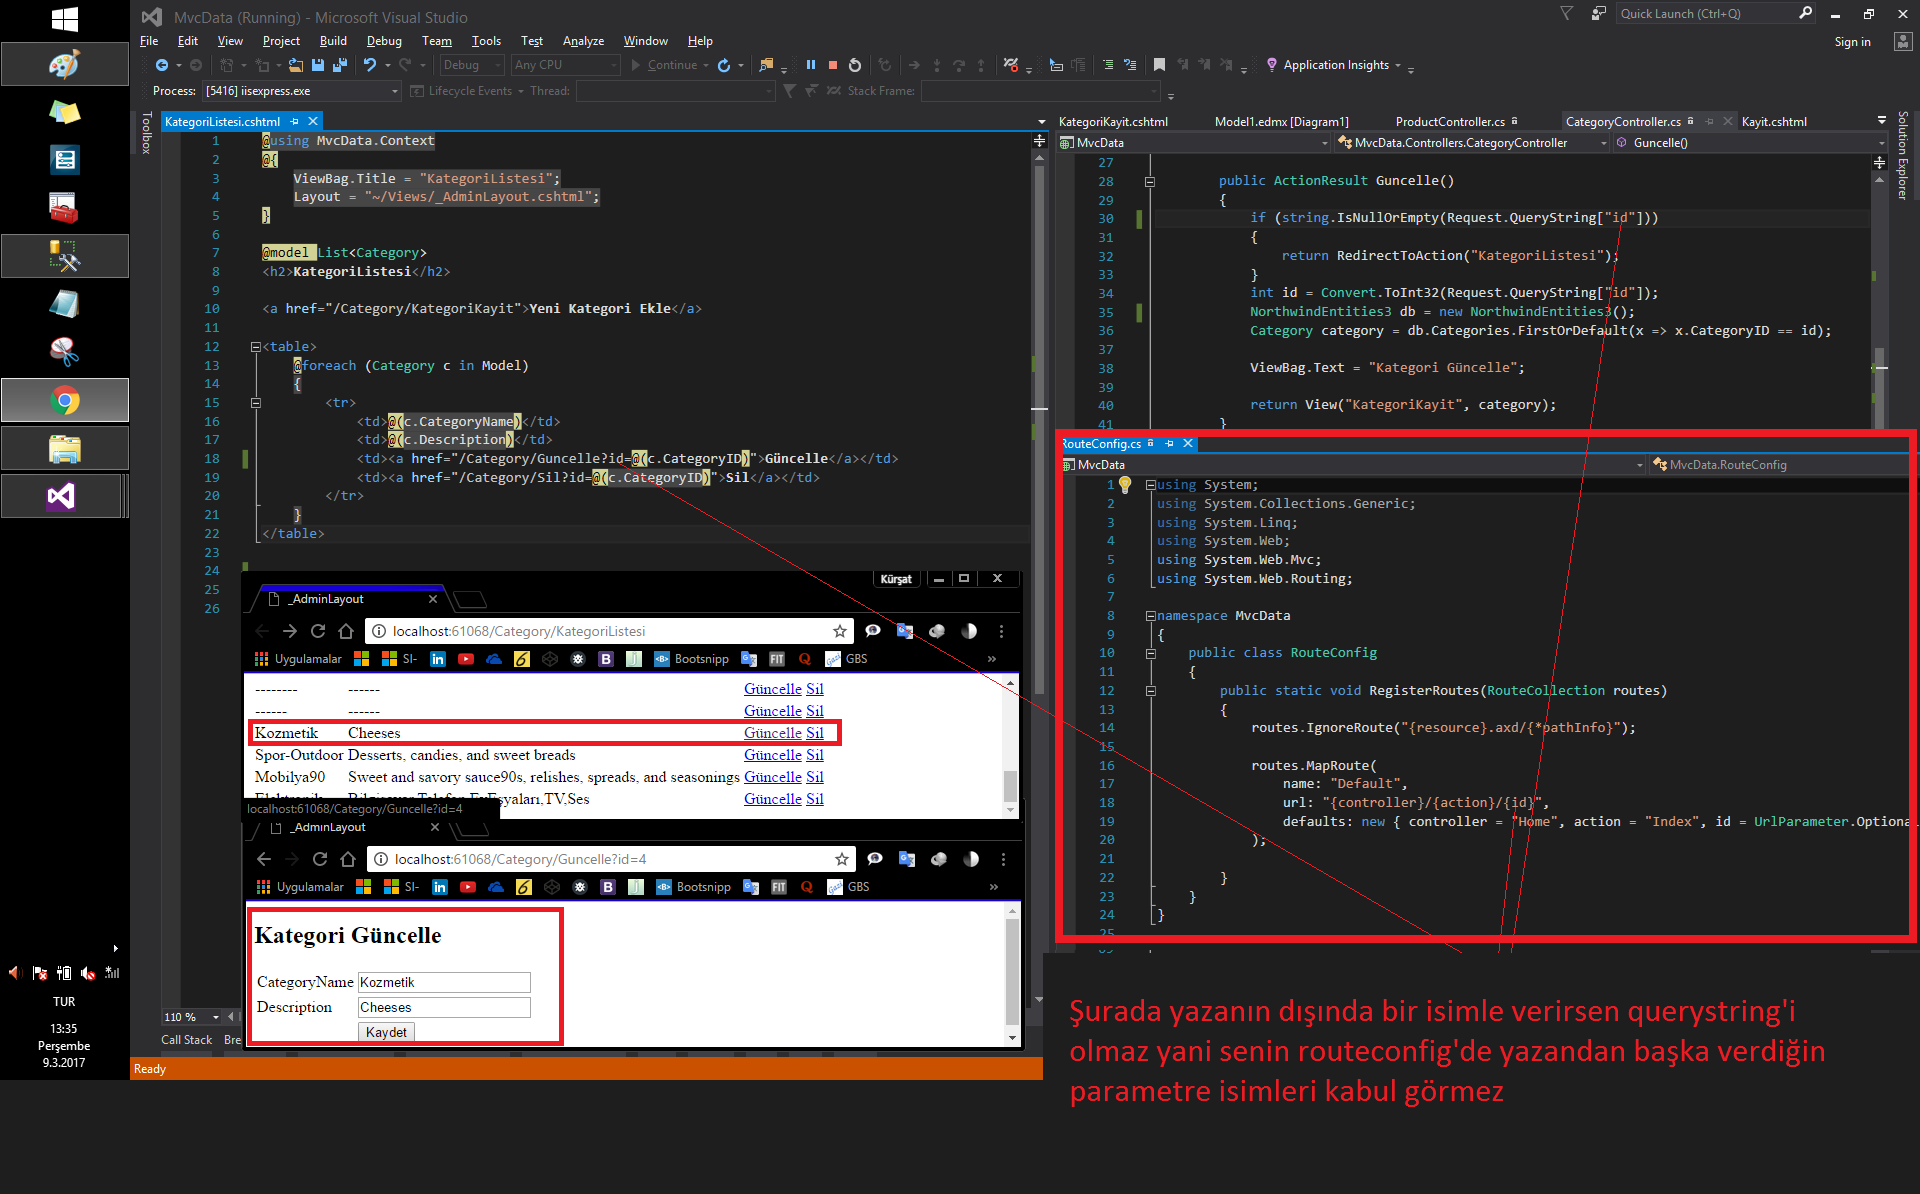 MvcData (Running) - Microsoft Visual Studio
Quick Launch (Ctrl+Q)
File Edit View Project Build Debug Team Tools Test Analyze Window Help
Sign in
Debug Any CPU Continue Application Insights
Process: [5416] iisexpress.exe Lifecycle Events Thread: Stack Frame:
Toolbox
KategoriListesi.cshtml
1 @using MvcData.Context
2 @{
3 ViewBag.Title = "KategoriListesi";
4 Layout = "~/Views/_AdminLayout.cshtml";
5 }
6
7 @model List<Category>
8 <h2>KategoriListesi</h2>
9
10 <a href="/Category/KategoriKayit">Yeni Kategori Ekle</a>
11
12 <table>
13 @foreach (Category c in Model)
14 {
15 <tr>
16 <td>@(c.CategoryName)</td>
17 <td>@(c.Description)</td>
18 <td><a href="/Category/Guncelle?id=@(c.CategoryID)">Güncelle</a></td>
19 <td><a href="/Category/Sil?id=@(c.CategoryID)">Sil</a></td>
20 </tr>
21 }
22 </table>
23
24
25
26
KategoriKayit.cshtml Model1.edmx [Diagram1] ProductController.cs CategoryController.cs Kayit.cshtml
Solution Explorer
MvcData MvcData.Controllers.CategoryController Guncelle()
27
28 public ActionResult Guncelle()
29 {
30 if (string.IsNullOrEmpty(Request.QueryString["id"]))
31 {
32 return RedirectToAction("KategoriListesi");
33 }
34 int id = Convert.ToInt32(Request.QueryString["id"]);
35 NorthwindEntities3 db = new NorthwindEntities3();
36 Category category = db.Categories.FirstOrDefault(x => x.CategoryID == id);
37
38 ViewBag.Text = "Kategori Güncelle";
39
40 return View("KategoriKayit", category);
41 }
RouteConfig.cs
MvcData MvcData.RouteConfig
1 using System;
2 using System.Collections.Generic;
3 using System.Linq;
4 using System.Web;
5 using System.Web.Mvc;
6 using System.Web.Routing;
7
8 namespace MvcData
9 {
10 public class RouteConfig
11 {
12 public static void RegisterRoutes(RouteCollection routes)
13 {
14 routes.IgnoreRoute("{resource}.axd/{*pathInfo}");
15
16 routes.MapRoute(
17 name: "Default",
18 url: "{controller}/{action}/{id}",
19 defaults: new { controller = "Home", action = "Index", id = UrlParameter.Optiona
20 );
21
22 }
23 }
24 }
25
Kürşat
_AdminLayout
localhost:61068/Category/KategoriListesi
Uygulamalar SI- Bootsnipp FIT GBS »
-------- ------ Güncelle Sil
------ ------ Güncelle Sil
Kozmetik Cheeses Güncelle Sil
Spor-Outdoor Desserts, candies, and sweet breads Güncelle Sil
Mobilya90 Sweet and savory sauce90s, relishes, spreads, and seasonings Güncelle Sil
Güncelle Sil
localhost:61068/Category/Guncelle?id=4
_AdminLayout
localhost:61068/Category/Guncelle?id=4
Uygulamalar SI- Bootsnipp FIT GBS »
Kategori Güncelle
CategoryName Kozmetik
Description Cheeses
Kaydet
110 %
Call Stack Bre
Ready
TUR
13:35
Perşembe
9.3.2017
Şurada yazanın dışında bir isimle verirsen querystring'i
olmaz yani senin routeconfig'de yazandan başka verdiğin
parametre isimleri kabul görmez